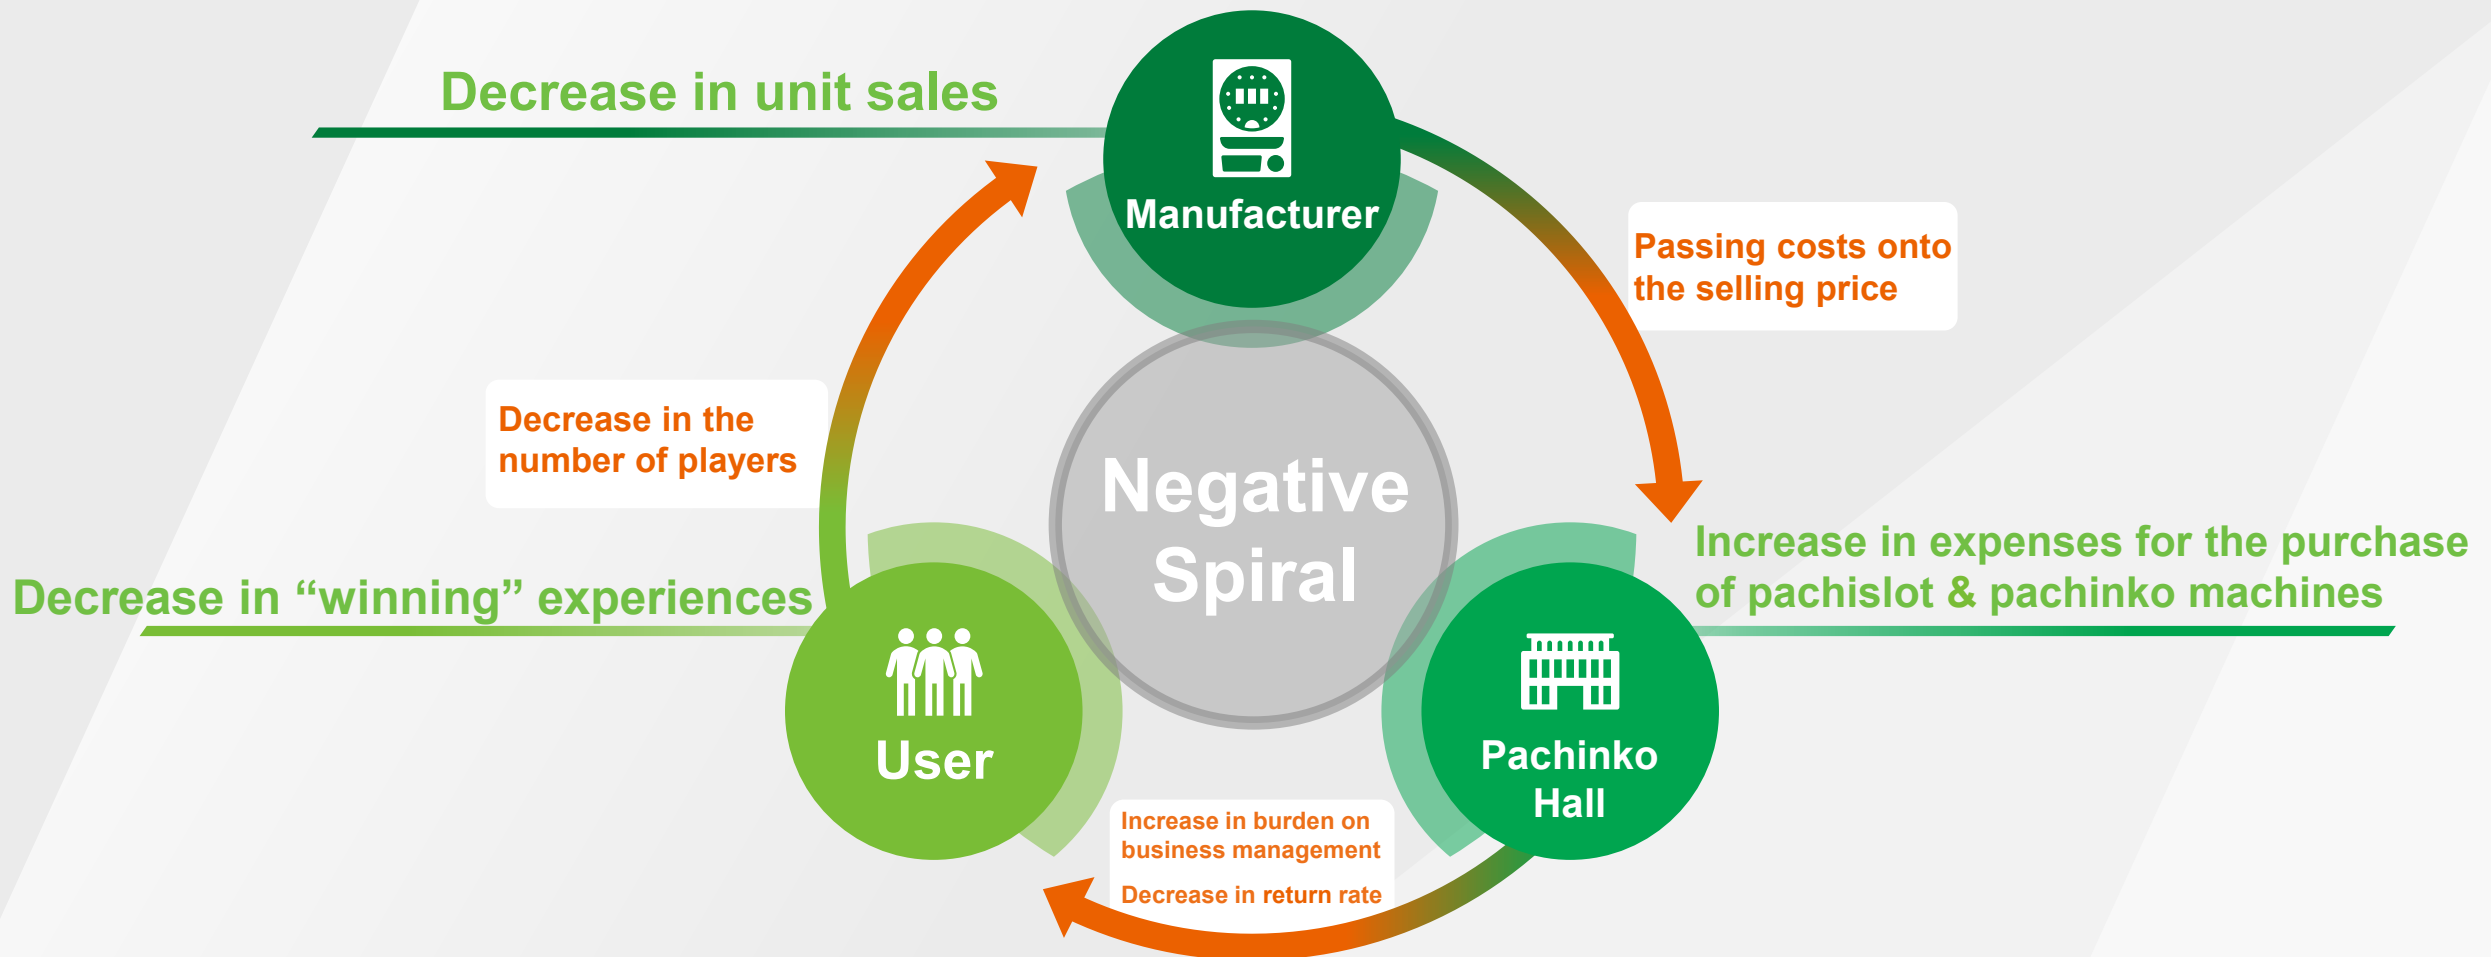 Decrease in unit sales
Manufacturer
Passing costs onto
the selling price
Decrease in the
number of players
Negative
Spiral
Increase in expenses for the purchase
of pachislot & pachinko machines
Decrease in “winning” experiences
User
Pachinko
Hall
Increase in burden on
business management
Decrease in return rate